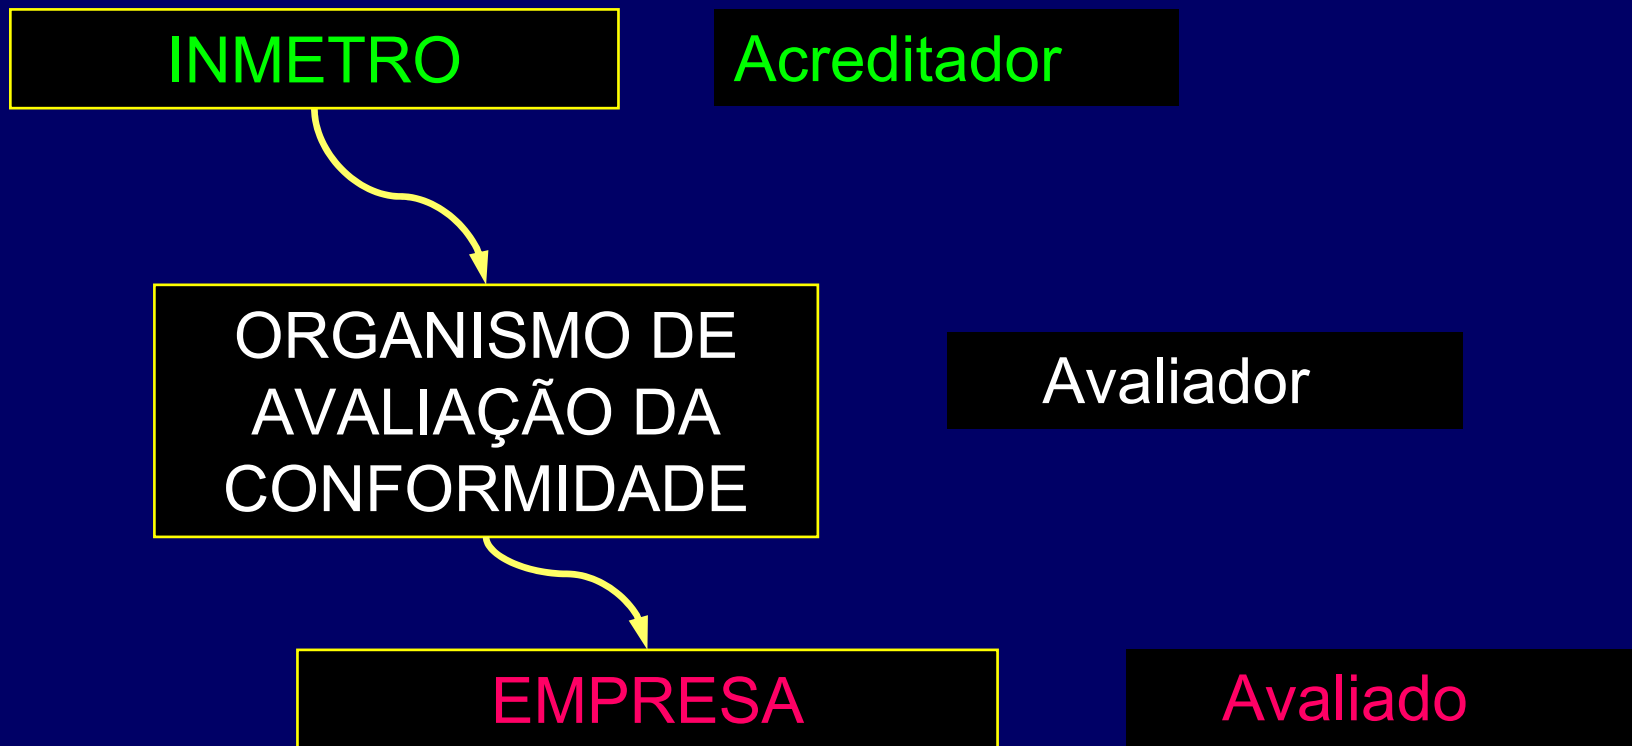 INMETRO
Acreditador
ORGANISMO DE
AVALIAÇÃO DA
CONFORMIDADE
Avaliador
EMPRESA
Avaliado